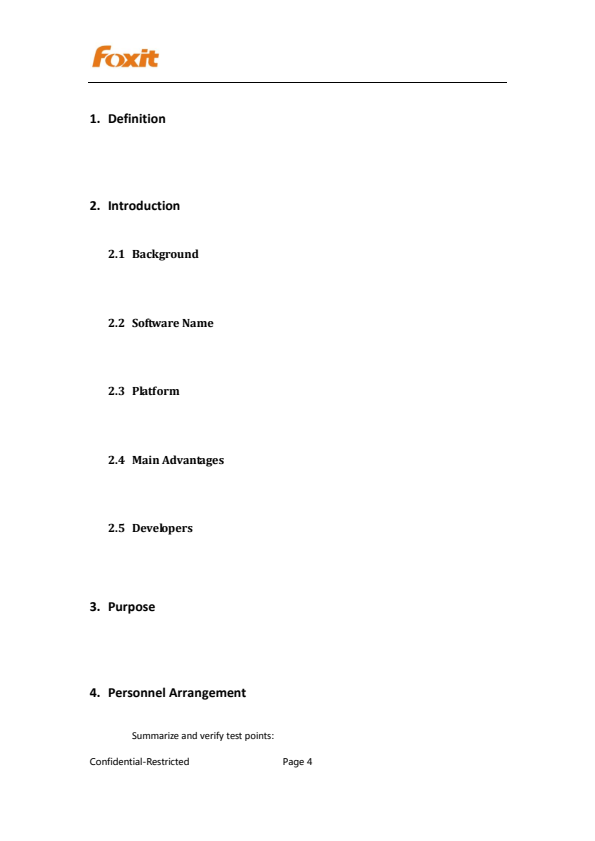 Foxit
1. Definition
2. Introduction
2.1 Background
2.2 Software Name
2.3 Platform
2.4 Main Advantages
2.5 Developers
3. Purpose
4. Personnel Arrangement
Summarize and verify test points:
Confidential-Restricted Page 4